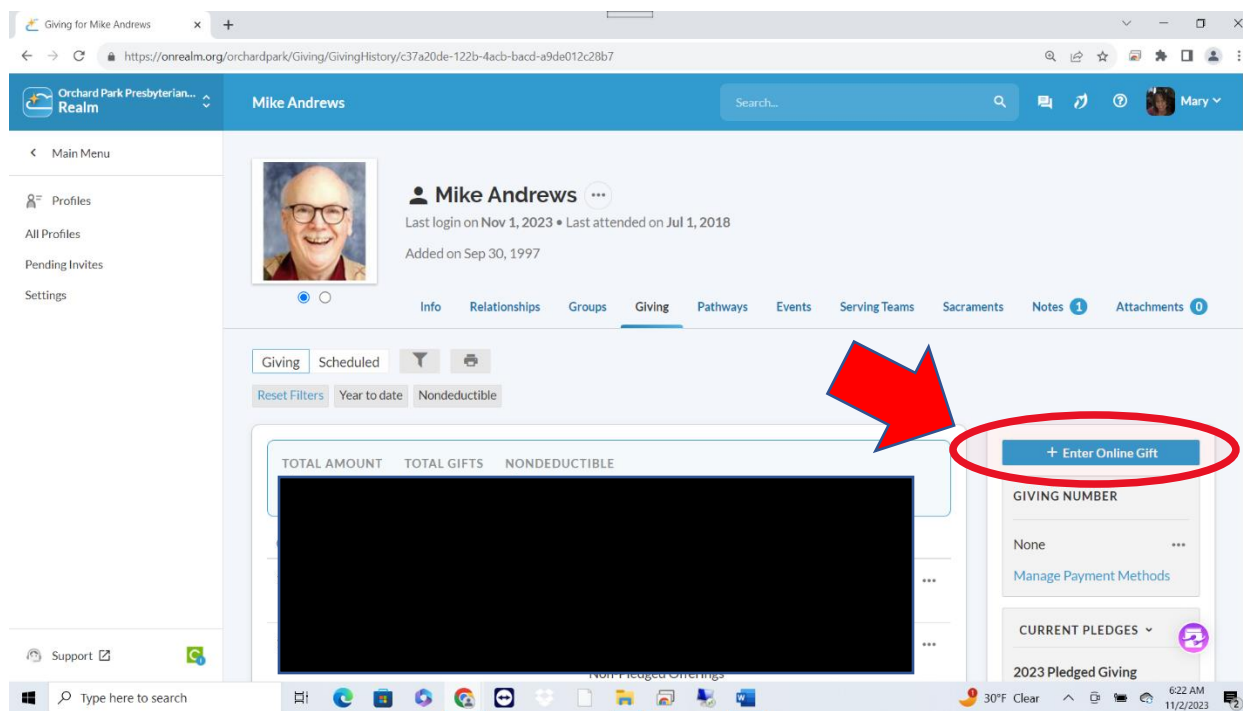 Giving for Mike Andrews
https://onrealm.org/orchardpark/Giving/GivingHistory/c37a20de-122b-4acb-bacd-a9de012c28b7
Orchard Park Presbyterian...
Realm
Mike Andrews
Search...
Mary
Main Menu
Profiles
All Profiles
Pending Invites
Settings
Mike Andrews
Last login on Nov 1, 2023 • Last attended on Jul 1, 2018
Added on Sep 30, 1997
Info Relationships Groups Giving Pathways Events Serving Teams Sacraments Notes 1 Attachments 0
Giving Scheduled
Reset Filters Year to date Nondeductible
TOTAL AMOUNT TOTAL GIFTS NONDEDUCTIBLE
+ Enter Online Gift
GIVING NUMBER
None
Manage Payment Methods
CURRENT PLEDGES
2023 Pledged Giving
Non-Pledged Offerings
Support
Type here to search
30°F Clear
6:22 AM
11/2/2023
2